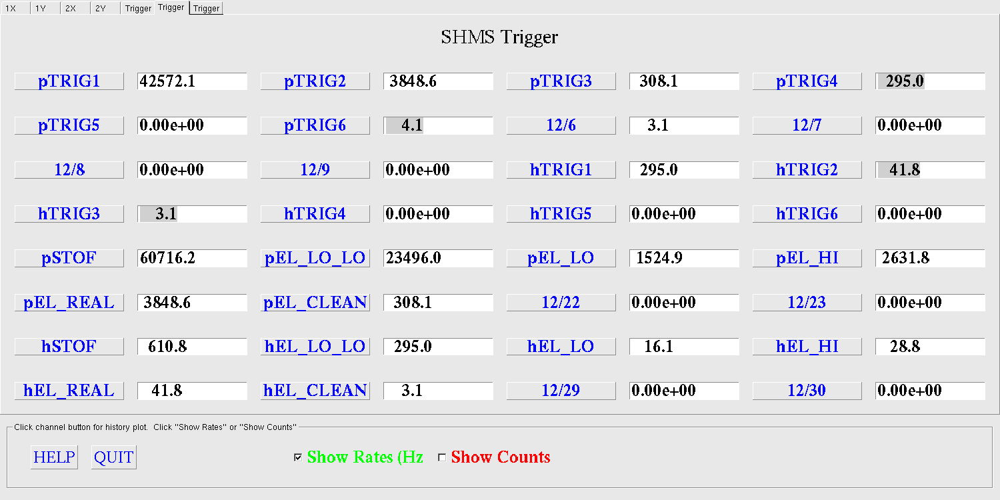 1X 1Y 2X 2Y Trigger Trigger Trigger
SHMS Trigger
pTRIG1 42572.1 pTRIG2 3848.6 pTRIG3 308.1 pTRIG4 295.0
pTRIG5 0.00e+00 pTRIG6 4.1 12/6 3.1 12/7 0.00e+00
12/8 0.00e+00 12/9 0.00e+00 hTRIG1 295.0 hTRIG2 41.8
hTRIG3 3.1 hTRIG4 0.00e+00 hTRIG5 0.00e+00 hTRIG6 0.00e+00
pSTOF 60716.2 pEL_LO_LO 23496.0 pEL_LO 1524.9 pEL_HI 2631.8
pEL_REAL 3848.6 pEL_CLEAN 308.1 12/22 0.00e+00 12/23 0.00e+00
hSTOF 610.8 hEL_LO_LO 295.0 hEL_LO 16.1 hEL_HI 28.8
hEL_REAL 41.8 hEL_CLEAN 3.1 12/29 0.00e+00 12/30 0.00e+00
Click channel button for history plot.  Click "Show Rates" or "Show Counts"
HELP QUIT Show Rates (Hz Show Counts